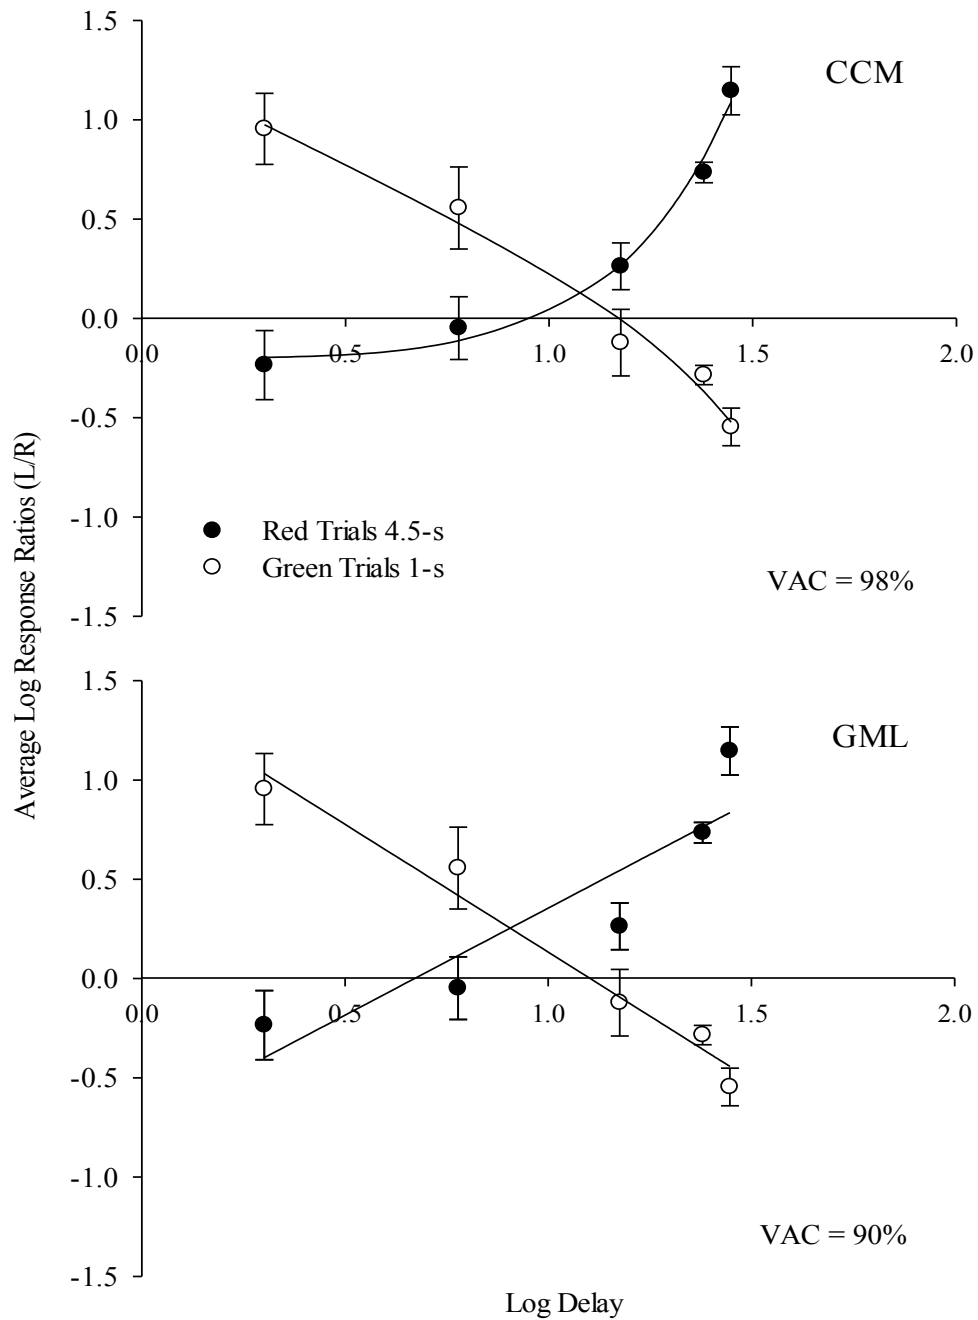 1.5
CCM
1.0
0.5
0.0
0.0 0.5 1.0 1.5 2.0
-0.5
-1.0
Red Trials 4.5-s
Green Trials 1-s
VAC = 98%
-1.5
Average Log Response Ratios (L/R)
1.5
GML
1.0
0.5
0.0
0.0 0.5 1.0 1.5 2.0
-0.5
-1.0
VAC = 90%
-1.5
Log Delay